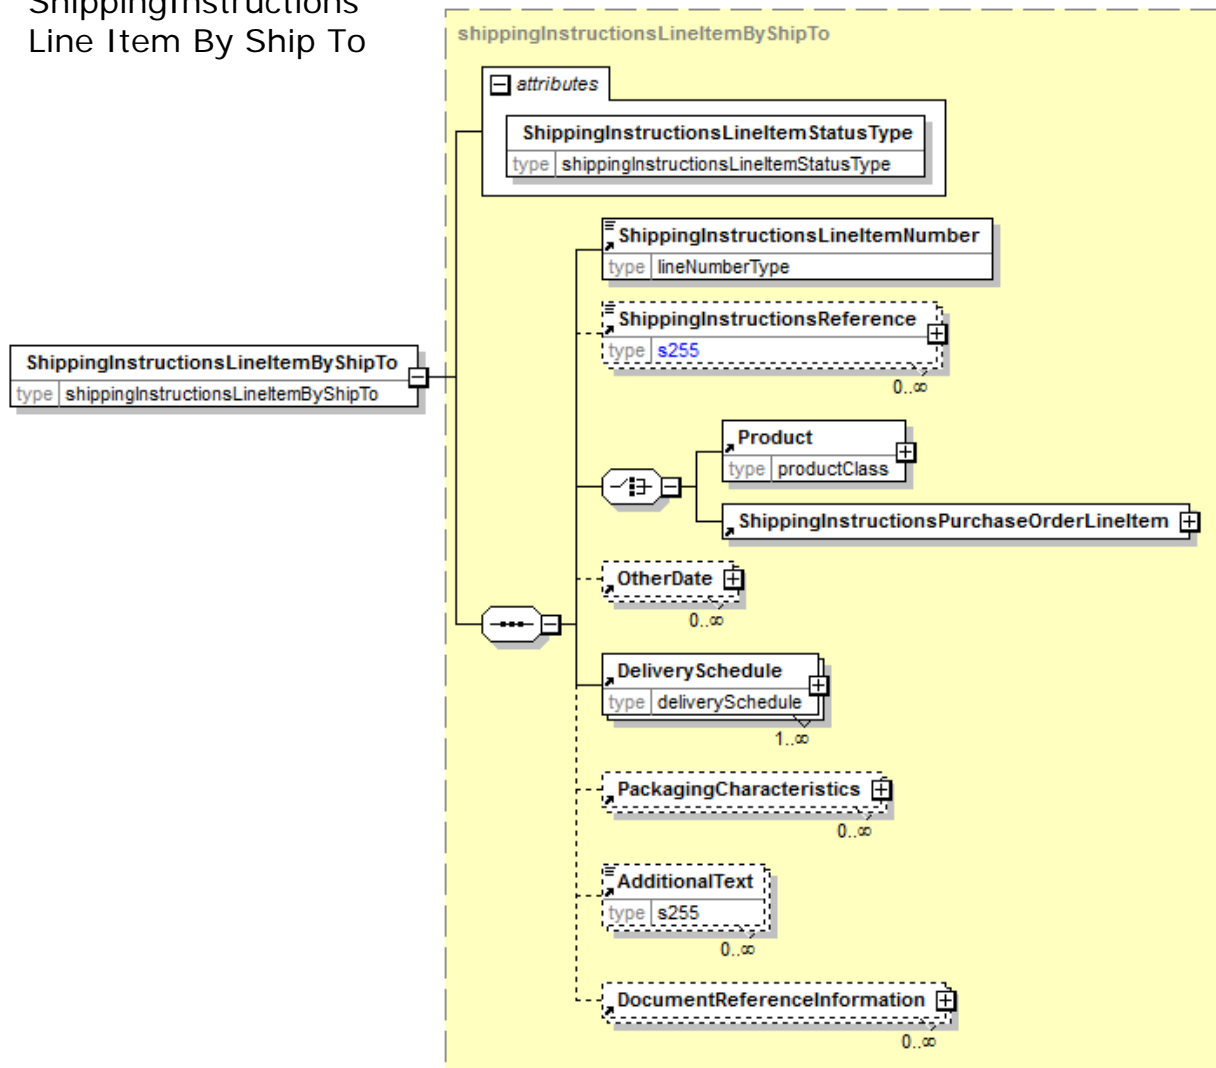 ShippingInstructions
Line Item By Ship To
shippingInstructionsLineItemByShipTo
attributes
ShippingInstructionsLineItemStatusType
type shippingInstructionsLineItemStatusType
ShippingInstructionsLineItemNumber
type lineNumberType
ShippingInstructionsReference
type s255
0..∞
ShippingInstructionsLineItemByShipTo
type shippingInstructionsLineItemByShipTo
Product
type productClass
ShippingInstructionsPurchaseOrderLineItem
OtherDate
0..∞
DeliverySchedule
type deliverySchedule
1..∞
PackagingCharacteristics
0..∞
AdditionalText
type s255
0..∞
DocumentReferenceInformation
0..∞